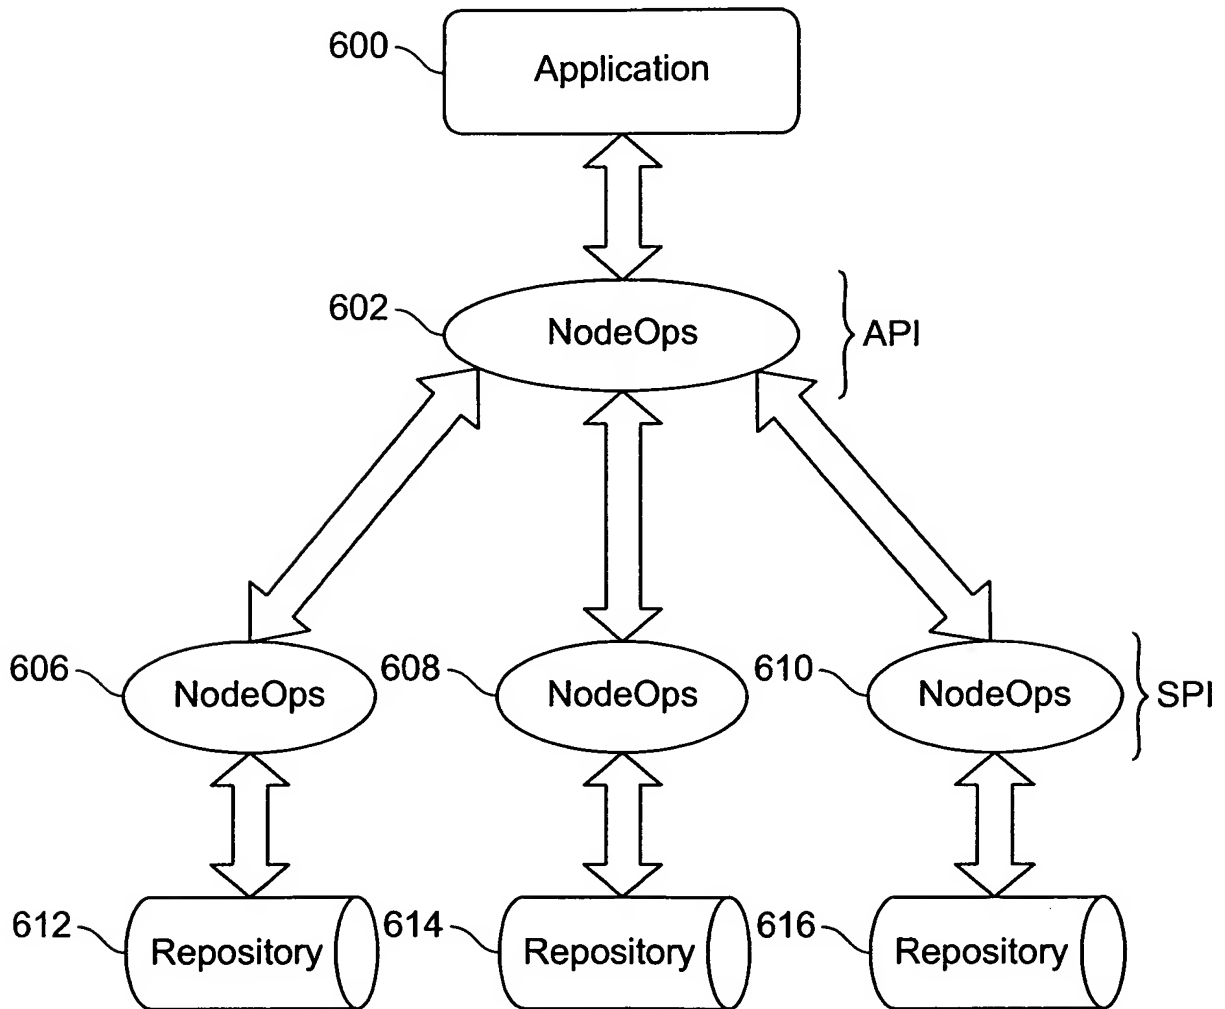 600
Application
602
NodeOps
API
606
NodeOps
608
NodeOps
610
NodeOps
SPI
612
Repository
614
Repository
616
Repository